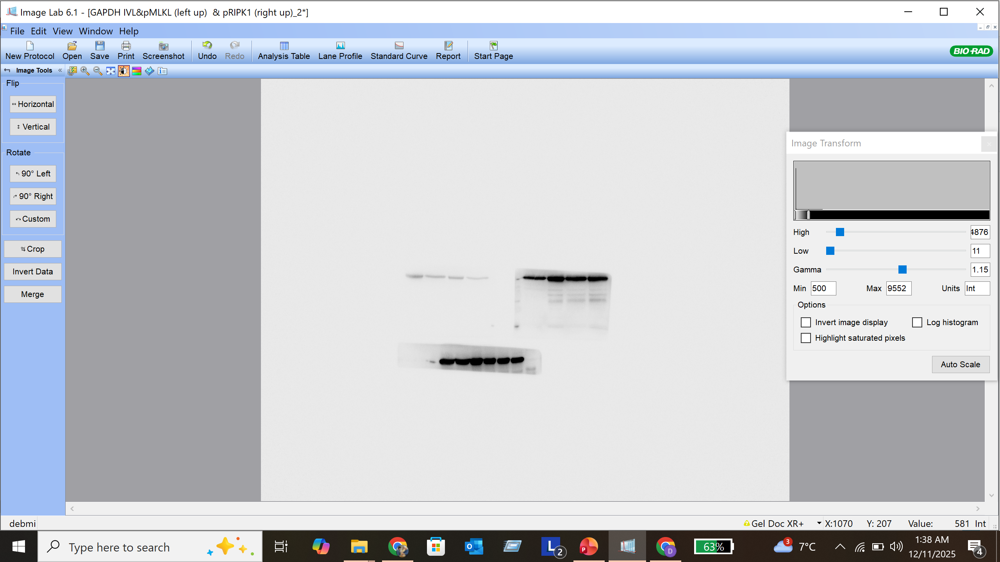 Image Lab 6.1 - [GAPDH IVL&pMLKL (left up)  & pRIPK1 (right up)_2*]
File Edit View Window Help
New Protocol Open Save Print Screenshot Undo Redo Analysis Table Lane Profile Standard Curve Report Start Page
BIO-RAD
Image Tools «
Flip
Horizontal
Vertical
Rotate
90° Left
90° Right
Custom
Crop
Invert Data
Merge
Image Transform
High 4876
Low 11
Gamma 1.15
Min 500 Max 9552 Units Int
Options
Invert image display Log histogram
Highlight saturated pixels
Auto Scale
debmi Gel Doc XR+ X:1070 Y: 207 Value: 581 Int
Type here to search
L 2
P
D
63%
3
7°C
1:38 AM
12/11/2025
4